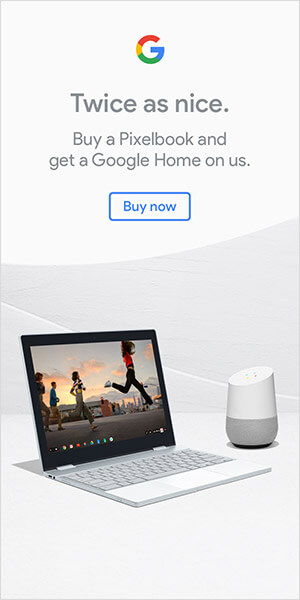 Twice as nice.
Buy a Pixelbook and
get a Google Home on us.
Buy now